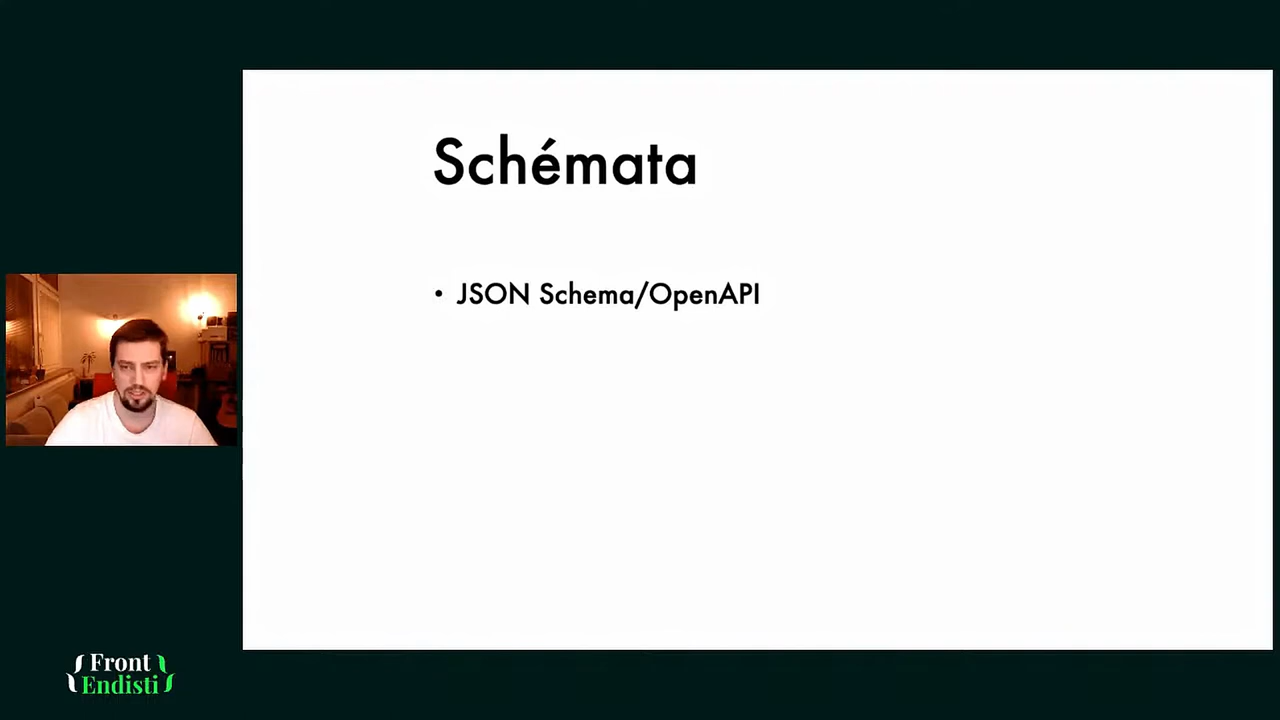 Schémata
• JSON Schema/OpenAPI
{Front}
{Endisti}